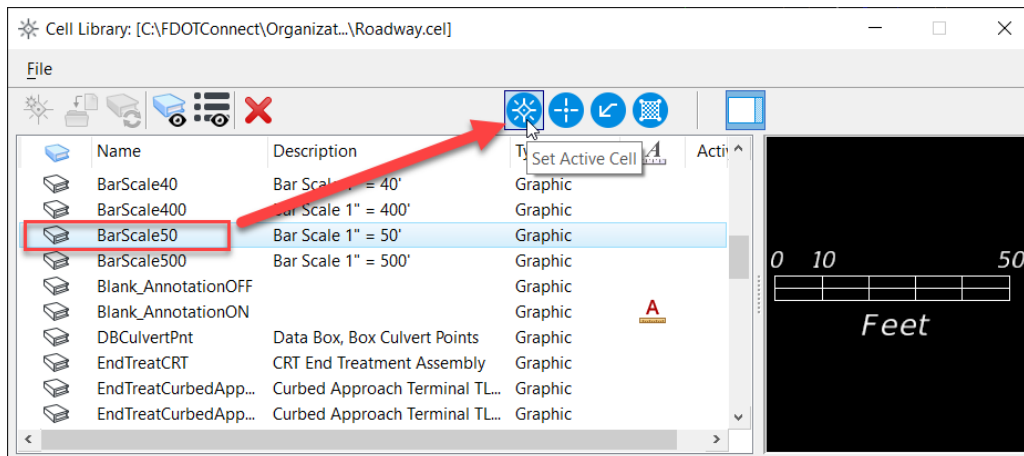 Cell Library: [C:\FDOTConnect\Organizat...\Roadway.cel]
File
Name Description Ty A Activ
Set Active Cell
BarScale40 Bar Scale 1" = 40' Graphic
BarScale400 Bar Scale 1" = 400' Graphic
BarScale50 Bar Scale 1" = 50' Graphic
BarScale500 Bar Scale 1" = 500' Graphic
Blank_AnnotationOFF Graphic
Blank_AnnotationON Graphic A
DBCulvertPnt Data Box, Box Culvert Points Graphic
EndTreatCRT CRT End Treatment Assembly Graphic
EndTreatCurbedApp... Curbed Approach Terminal TL... Graphic
EndTreatCurbedApp... Curbed Approach Terminal TL... Graphic
0 10 50
Feet